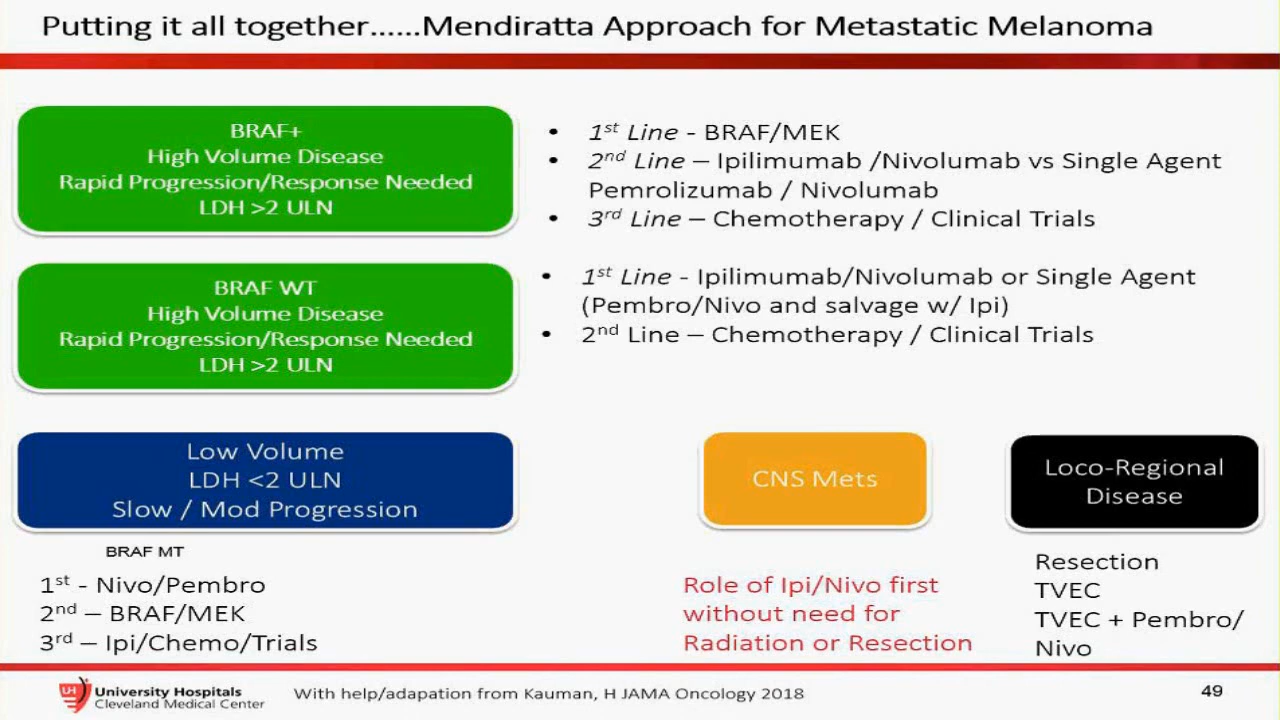 Putting it all together......Mendiratta Approach for Metastatic Melanoma
BRAF+
High Volume Disease
Rapid Progression/Response Needed
LDH >2 ULN
• 1st Line - BRAF/MEK
• 2nd Line – Ipilimumab /Nivolumab vs Single Agent
Pemrolizumab / Nivolumab
• 3rd Line – Chemotherapy / Clinical Trials
BRAF WT
High Volume Disease
Rapid Progression/Response Needed
LDH >2 ULN
• 1st Line - Ipilimumab/Nivolumab or Single Agent
(Pembro/Nivo and salvage w/ Ipi)
• 2nd Line – Chemotherapy / Clinical Trials
Low Volume
LDH <2 ULN
Slow / Mod Progression
BRAF MT
1st - Nivo/Pembro
2nd – BRAF/MEK
3rd – Ipi/Chemo/Trials
CNS Mets
Role of Ipi/Nivo first
without need for
Radiation or Resection
Loco-Regional
Disease
Resection
TVEC
TVEC + Pembro/
Nivo
UH
University Hospitals
Cleveland Medical Center
With help/adapation from Kauman, H JAMA Oncology 2018
49